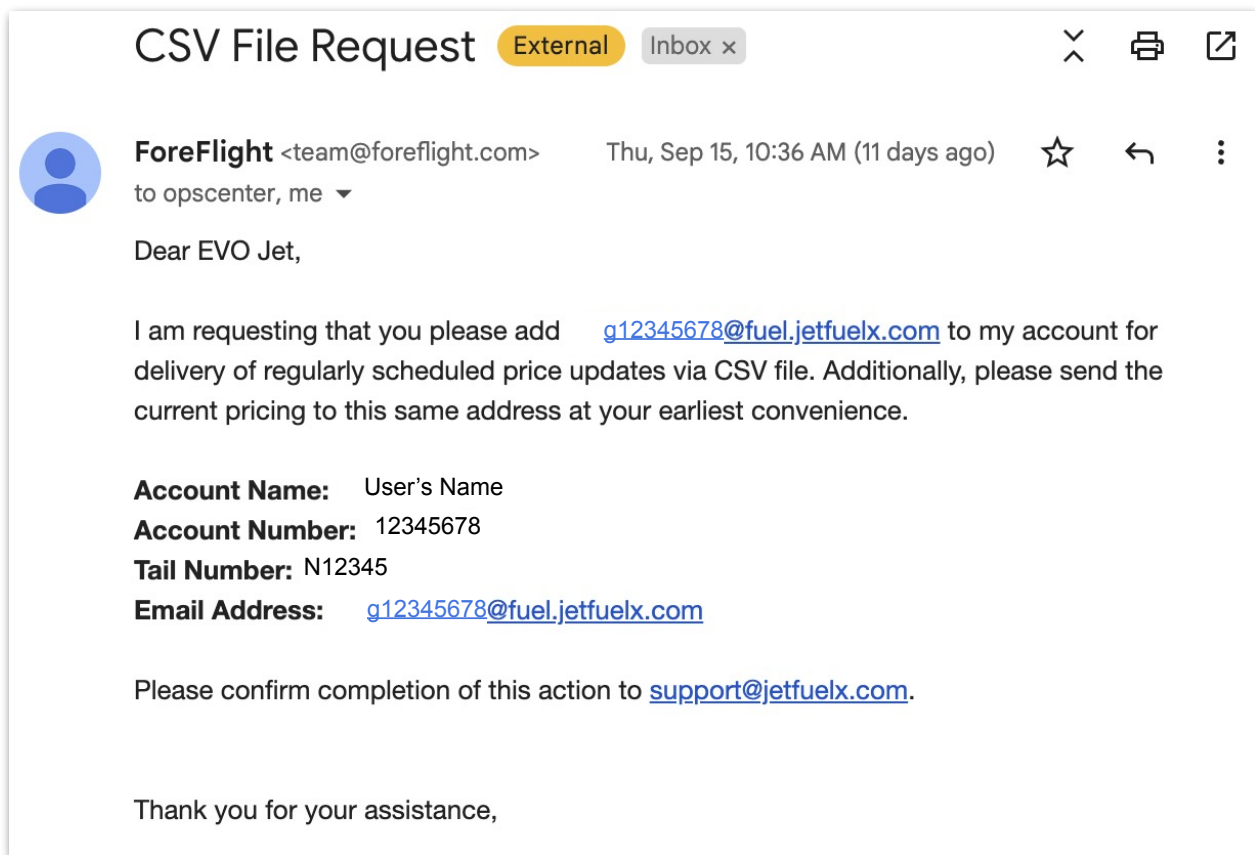 CSV File Request External Inbox ×
ForeFlight <team@foreflight.com> Thu, Sep 15, 10:36 AM (11 days ago)
to opscenter, me
Dear EVO Jet,
I am requesting that you please add g12345678@fuel.jetfuelx.com to my account for
delivery of regularly scheduled price updates via CSV file. Additionally, please send the
current pricing to this same address at your earliest convenience.
Account Name: User’s Name
Account Number: 12345678
Tail Number: N12345
Email Address: g12345678@fuel.jetfuelx.com
Please confirm completion of this action to support@jetfuelx.com.
Thank you for your assistance,